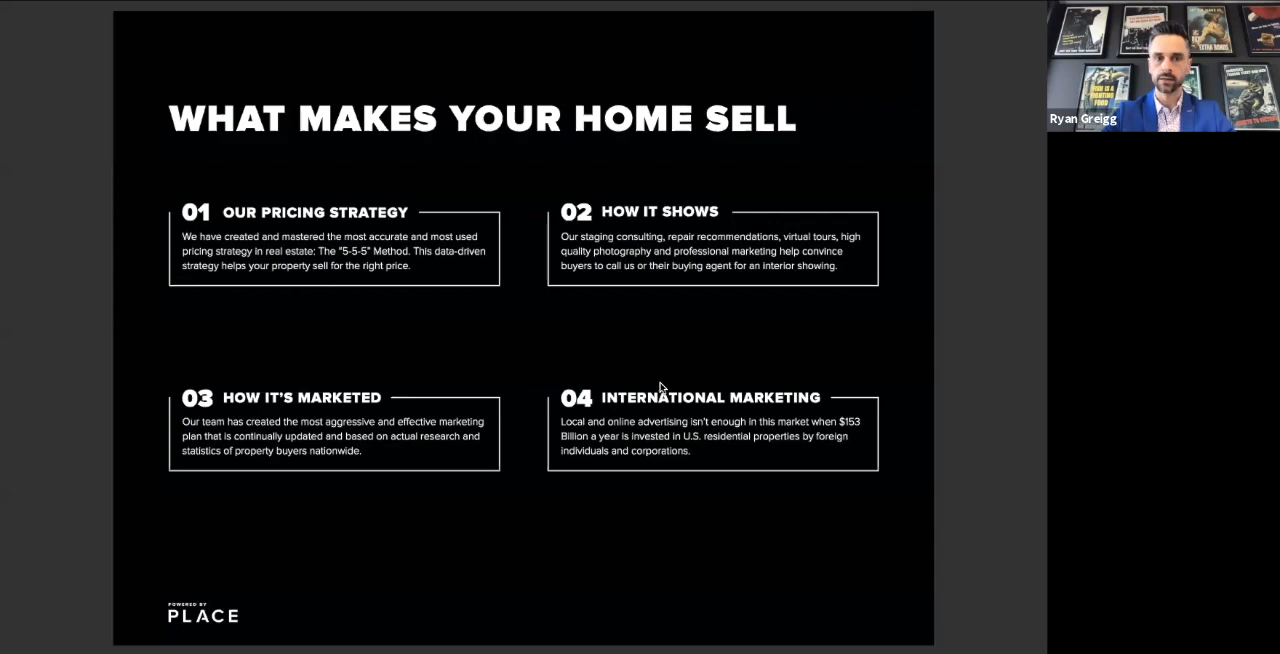 WHAT MAKES YOUR HOME SELL
01 OUR PRICING STRATEGY
We have created and mastered the most accurate and most used
pricing strategy in real estate: The "5-5-5" Method. This data-driven
strategy helps your property sell for the right price.
02 HOW IT SHOWS
Our staging consulting, repair recommendations, virtual tours, high
quality photography and professional marketing help convince
buyers to call us or their buying agent for an interior showing.
03 HOW IT'S MARKETED
Our team has created the most aggressive and effective marketing
plan that is continually updated and based on actual research and
statistics of property buyers nationwide.
04 INTERNATIONAL MARKETING
Local and online advertising isn't enough in this market when $153
Billion a year is invested in U.S. residential properties by foreign
individuals and corporations.
POWERED BY
PLACE
EXTRA BONDS
FISH IS A
FIGHTING
FOOD
Ryan Greigg